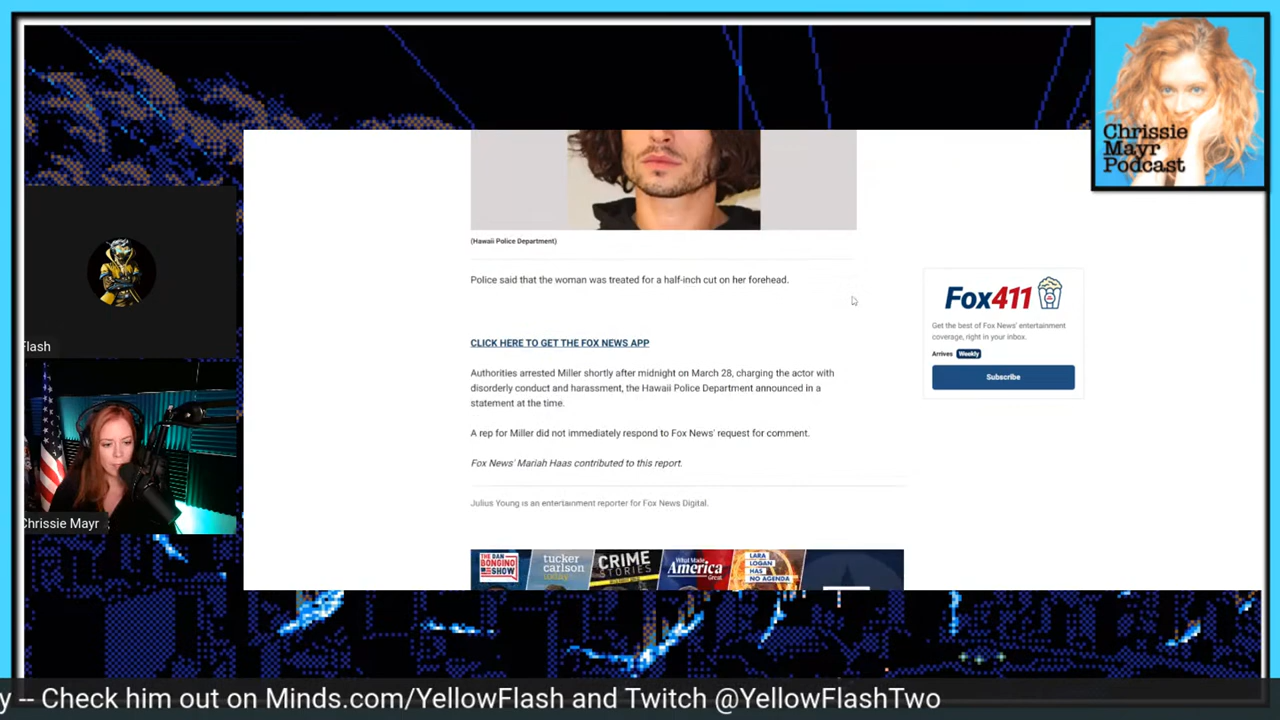 Chrissie
Mayr
Podcast
(Hawaii Police Department)
Police said that the woman was treated for a half-inch cut on her forehead.
CLICK HERE TO GET THE FOX NEWS APP
Authorities arrested Miller shortly after midnight on March 28, charging the actor with
disorderly conduct and harassment, the Hawaii Police Department announced in a
statement at the time.
A rep for Miller did not immediately respond to Fox News' request for comment.
Fox News' Mariah Haas contributed to this report.
Julius Young is an entertainment reporter for Fox News Digital.
Fox411
Get the best of Fox News' entertainment
coverage, right in your inbox.
Arrives Weekly
Subscribe
Flash
Chrissie Mayr
THE DAN
BONGINO
SHOW
tucker
carlson
today
CRIME
STORIES
What Made
America
Great
LARA
LOGAN
HAS
NO AGENDA
y -- Check him out on Minds.com/YellowFlash and Twitch @YellowFlashTwo